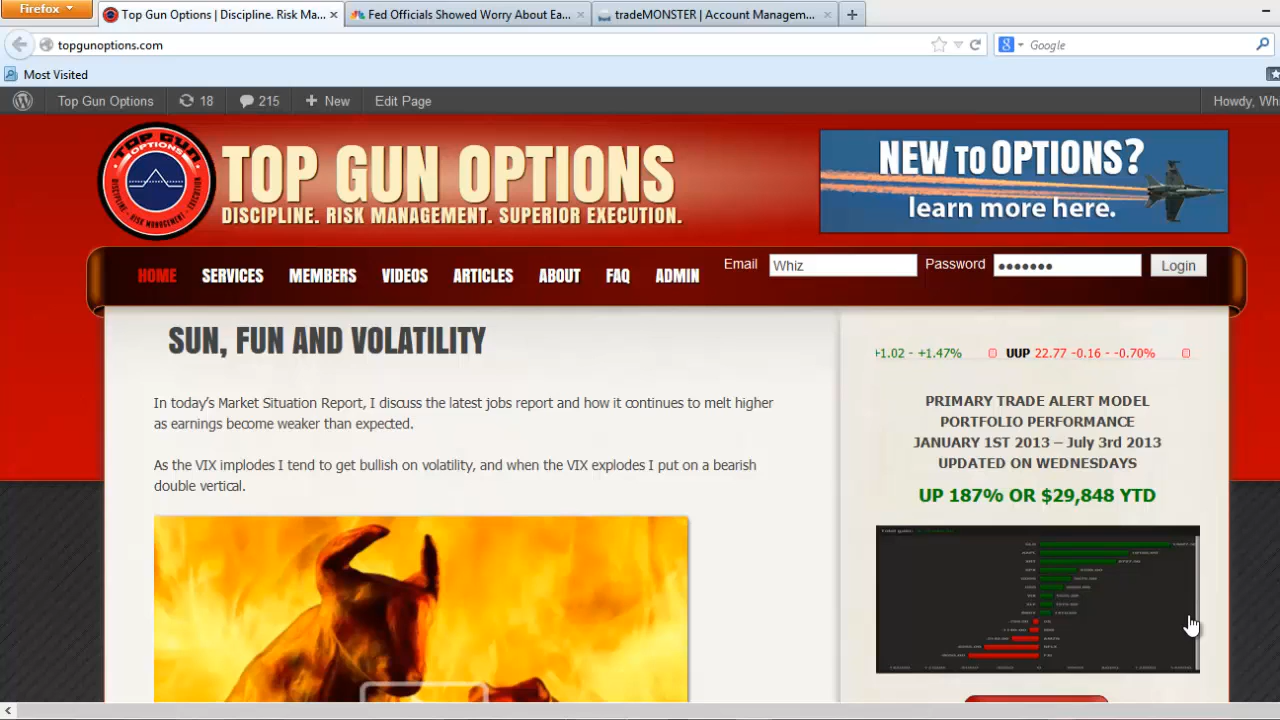 Firefox
Top Gun Options | Discipline. Risk Ma...
Fed Officials Showed Worry About Ea...
tradeMONSTER | Account Managem...
topgunoptions.com
Google
Most Visited
Top Gun Options
18
215
New
Edit Page
Howdy, Wh
TOP GUN OPTIONS
DISCIPLINE · RISK MANAGEMENT · EXECUTION
TOP GUN OPTIONS
DISCIPLINE. RISK MANAGEMENT. SUPERIOR EXECUTION.
NEW TO OPTIONS?
learn more here.
HOME
SERVICES
MEMBERS
VIDEOS
ARTICLES
ABOUT
FAQ
ADMIN
Email
Whiz
Password
Login
SUN, FUN AND VOLATILITY
In today's Market Situation Report, I discuss the latest jobs report and how it continues to melt higher
as earnings become weaker than expected.
As the VIX implodes I tend to get bullish on volatility, and when the VIX explodes I put on a bearish
double vertical.
+1.02 - +1.47%
UUP 22.77 -0.16 - -0.70%
PRIMARY TRADE ALERT MODEL
PORTFOLIO PERFORMANCE
JANUARY 1ST 2013 – July 3rd 2013
UPDATED ON WEDNESDAYS
UP 187% OR $29,848 YTD